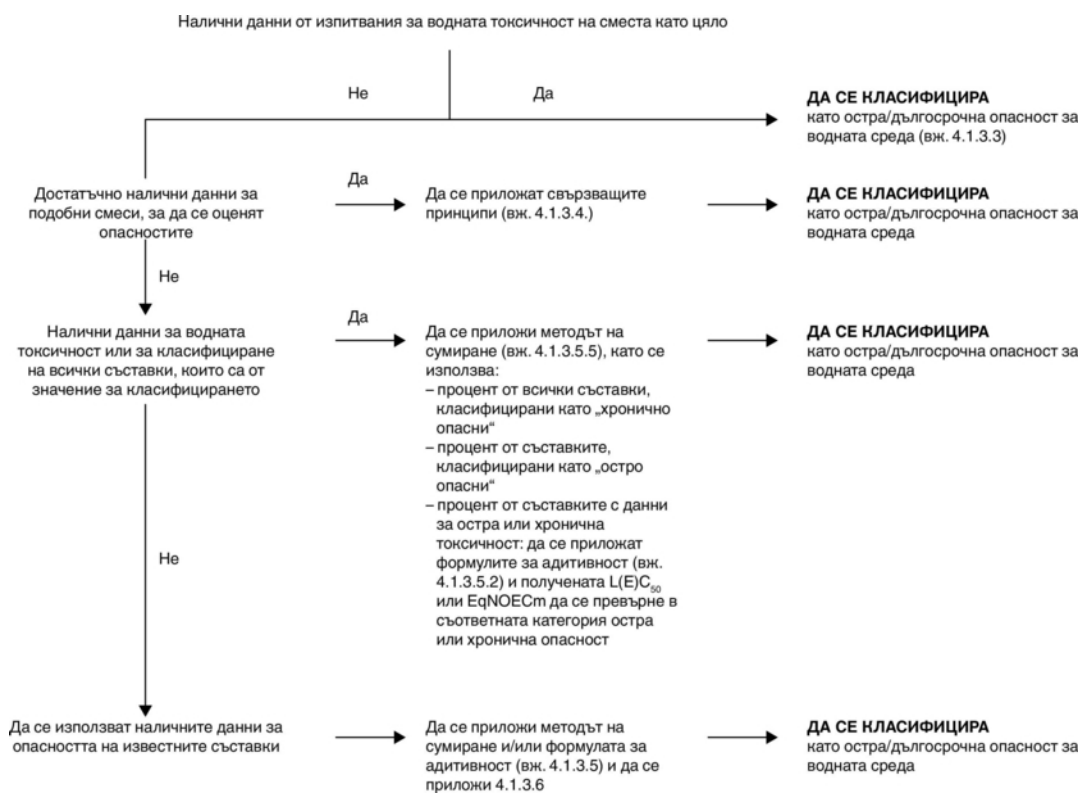 Налични данни от изпитвания за водната токсичност на сместа като цяло
Не
Да
ДА СЕ КЛАСИФИЦИРА
като остра/дългосрочна опасност за
водната среда (вж. 4.1.3.3)
Достатъчно налични данни за
подобни смеси, за да се оценят
опасностите
Да
Да се приложат свързващите
принципи (вж. 4.1.3.4.)
ДА СЕ КЛАСИФИЦИРА
като остра/дългосрочна опасност за
водната среда
Не
Налични данни за водната
токсичност или за класифициране
на всички съставки, които са от
значение за класифицирането
Да
Да се приложи методът на
сумиране (вж. 4.1.3.5.5), като се
използва:
– процент от всички съставки,
класифицирани като „хронично
опасни“
– процент от съставките,
класифицирани като „остро
опасни“
– процент от съставките с данни
за остра или хронична
токсичност: да се приложат
формулите за адитивност (вж.
4.1.3.5.2) и получената L(E)C50
или EqNOECm да се превърне в
съответната категория остра
или хронична опасност
ДА СЕ КЛАСИФИЦИРА
като остра/дългосрочна опасност за
водната среда
Не
Да се използват наличните данни за
опасността на известните съставки
Да се приложи методът на
сумиране и/или формулата за
адитивност (вж. 4.1.3.5) и да се
приложи 4.1.3.6
ДА СЕ КЛАСИФИЦИРА
като остра/дългосрочна опасност за
водната среда